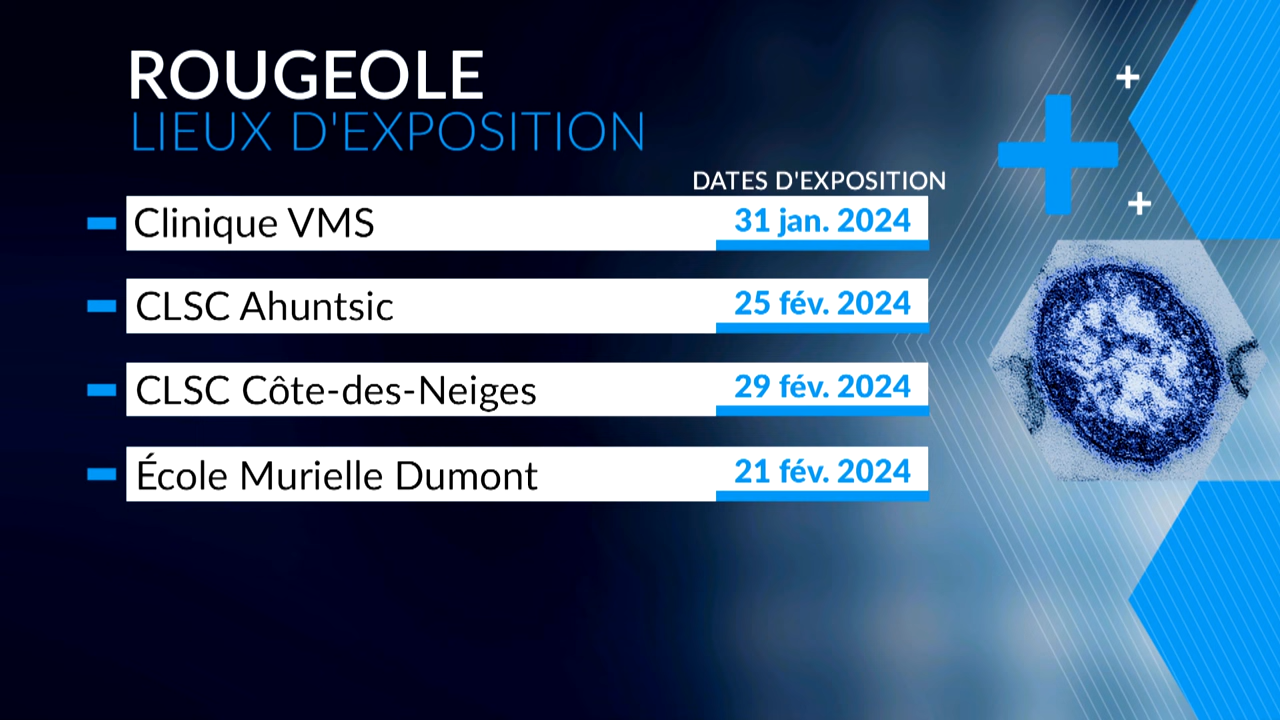 ROUGEOLE
LIEUX D'EXPOSITION
DATES D'EXPOSITION
Clinique VMS 31 jan. 2024
CLSC Ahuntsic 25 fév. 2024
CLSC Côte-des-Neiges 29 fév. 2024
École Murielle Dumont 21 fév. 2024